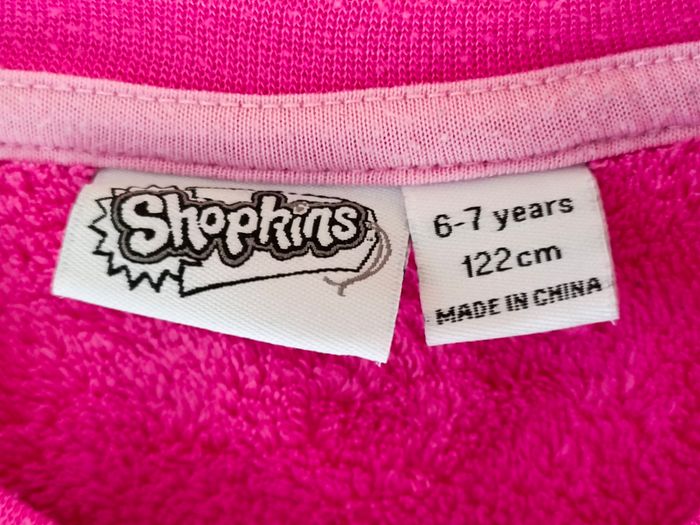 Shopkins
6-7 years
122cm
MADE IN CHINA